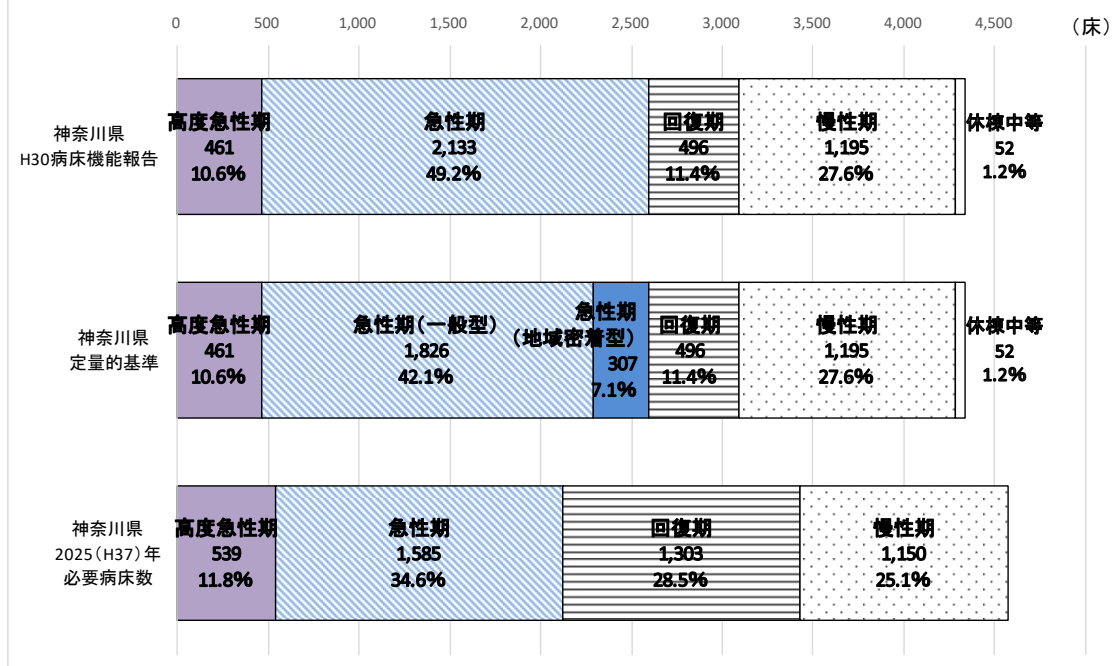 0 500 1,000 1,500 2,000 2,500 3,000 3,500 4,000 4,500
（床）
神奈川県
H30病床機能報告
高度急性期
461
10.6%
急性期
2,133
49.2%
回復期
496
11.4%
慢性期
1,195
27.6%
休棟中等
52
1.2%
神奈川県
定量的基準
高度急性期
461
10.6%
急性期（一般型）
1,826
42.1%
急性期
（地域密着型）
307
7.1%
回復期
496
11.4%
慢性期
1,195
27.6%
休棟中等
52
1.2%
神奈川県
2025（H37）年
必要病床数
高度急性期
539
11.8%
急性期
1,585
34.6%
回復期
1,303
28.5%
慢性期
1,150
25.1%